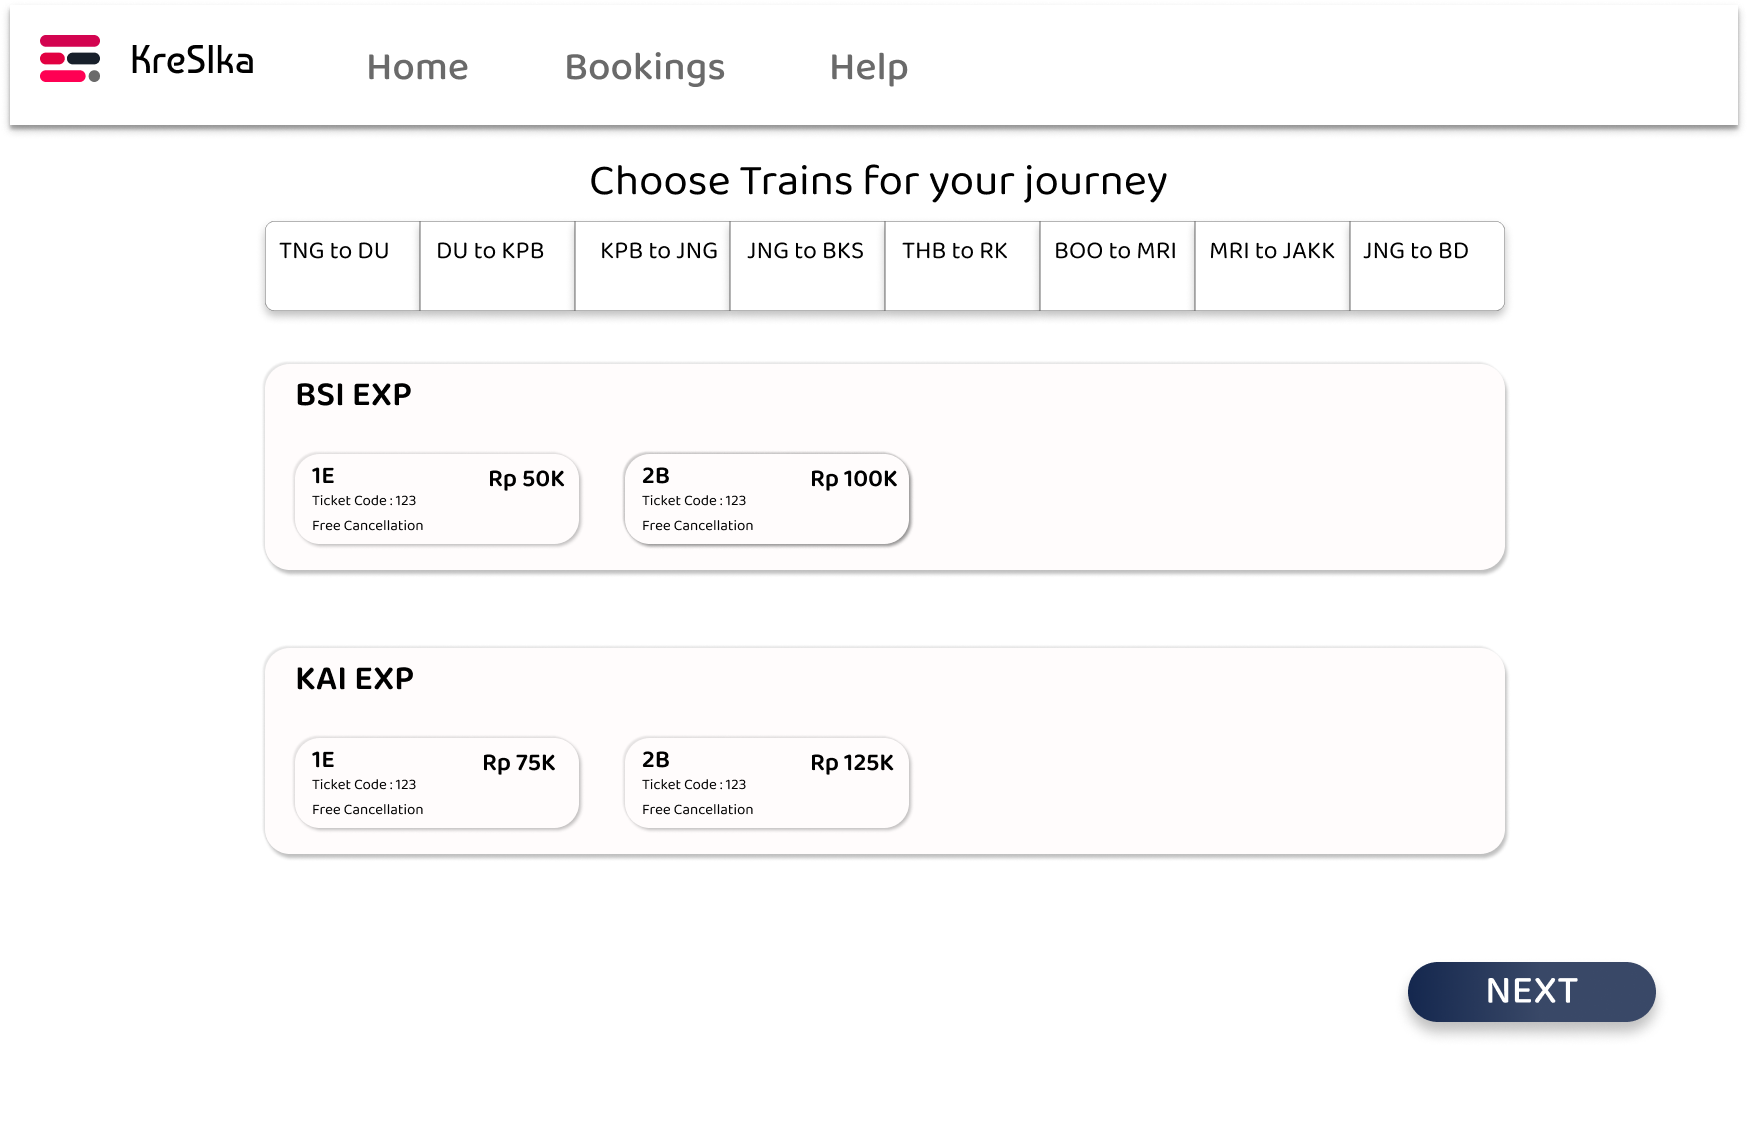 KreSIka
Home
Bookings
Help
Choose Trains for your journey
TNG to DU
DU to KPB
KPB to JNG
JNG to BKS
THB to RK
BOO to MRI
MRI to JAKK
JNG to BD
BSI EXP
1E
Rp 50K
Ticket Code : 123
Free Cancellation
2B
Rp 100K
Ticket Code : 123
Free Cancellation
KAI EXP
1E
Rp 75K
Ticket Code : 123
Free Cancellation
2B
Rp 125K
Ticket Code : 123
Free Cancellation
NEXT